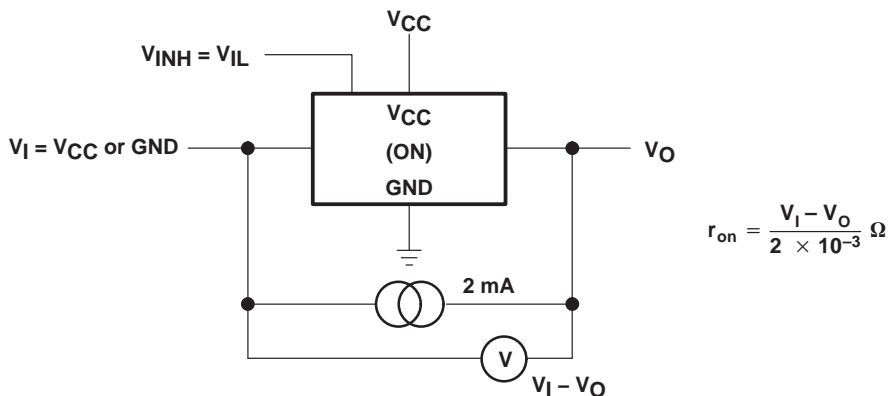 VCC
VINH = VIL
VCC
VI = VCC or GND
(ON)
VO
GND
ron = VI – VO / 2 × 10–3 Ω
2 mA
V
VI – VO